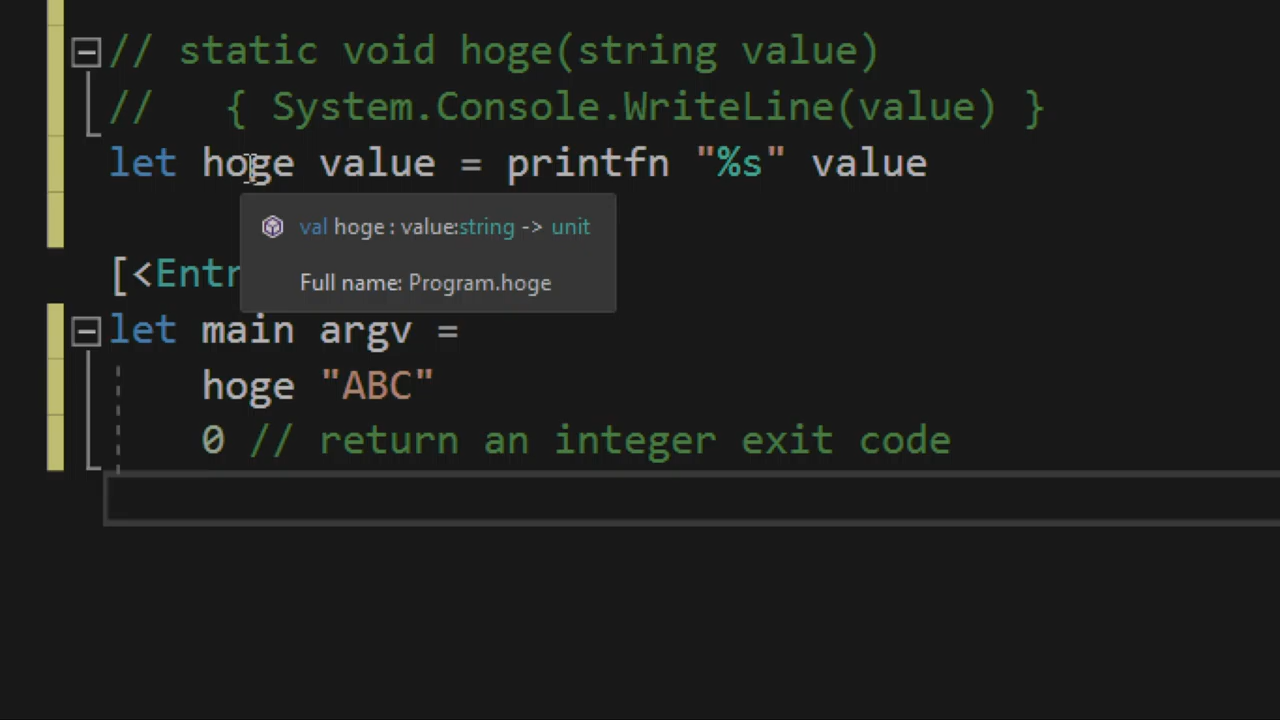 // static void hoge(string value)
//   { System.Console.WriteLine(value) }
let hoge value = printfn "%s" value
val hoge : value:string -> unit
Full name: Program.hoge
[<Entr
let main argv =
    hoge "ABC"
    0 // return an integer exit code